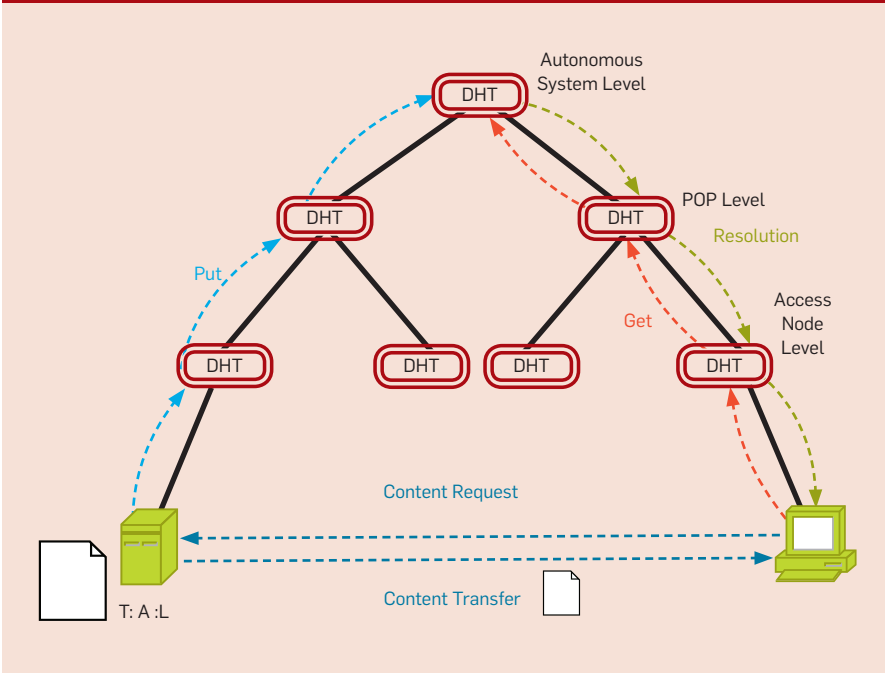 Autonomous
System Level
DHT
DHT
DHT
POP Level
Resolution
Put
Get
Access
Node
Level
DHT
DHT
DHT
DHT
Content Request
Content Transfer
T: A :L